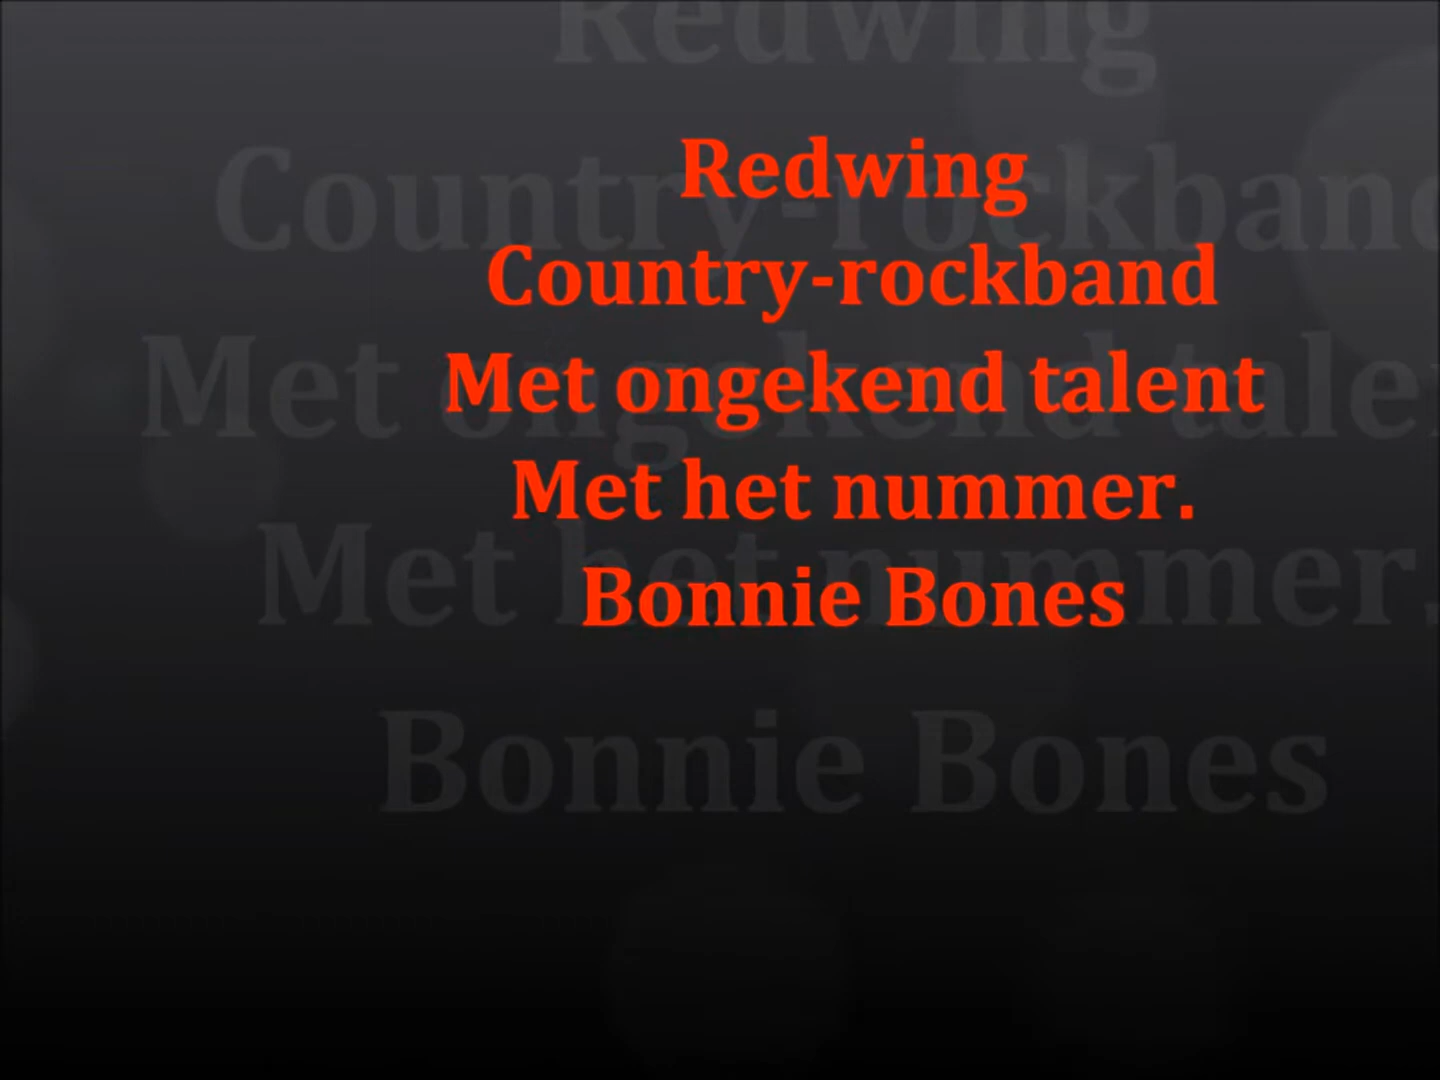 Redwing
Country-rockband
Met ongekend talent
Met het nummer.
Bonnie Bones